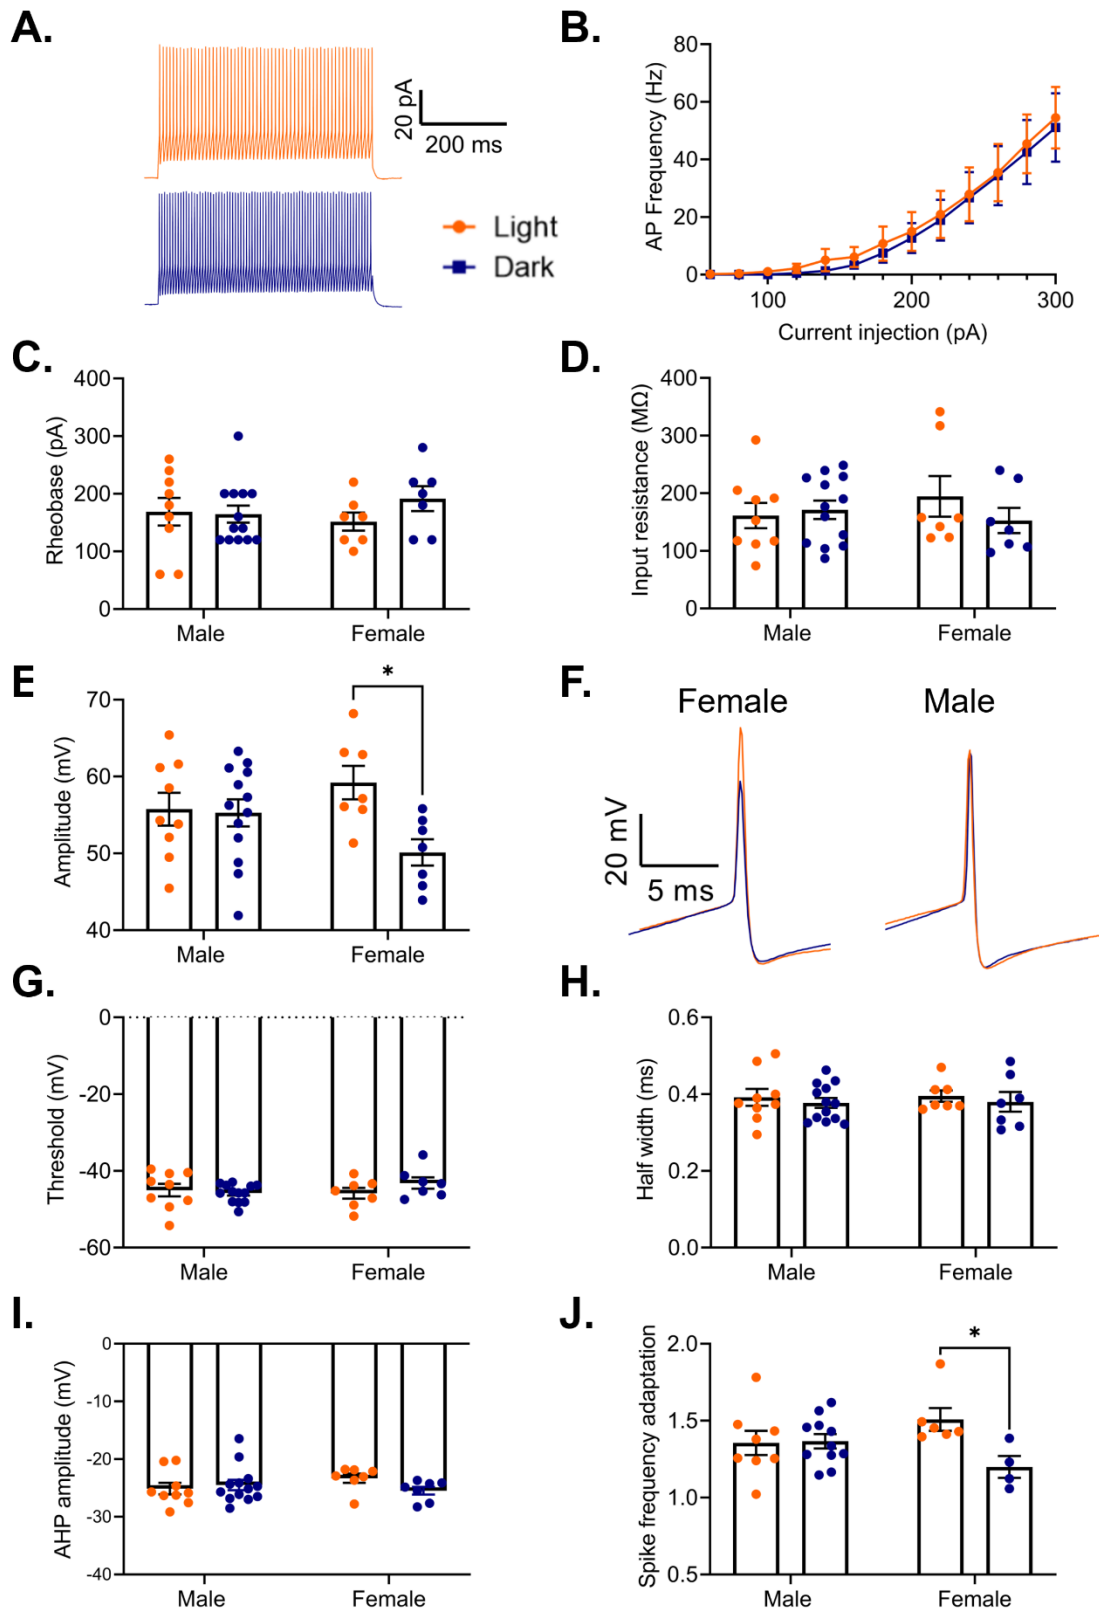 A.
20 pA
200 ms
Light
Dark
B.
AP Frequency (Hz)
80
60
40
20
0
100
200
300
Current injection (pA)
C.
Rheobase (pA)
400
300
200
100
0
Male
Female
D.
Input resistance (MΩ)
400
300
200
100
0
Male
Female
E
Amplitude (mV)
70
60
50
40
*
Male
Female
F.
Female
Male
20 mV
5 ms
G.
Threshold (mV)
0
-20
-40
-60
Male
Female
H.
Half width (ms)
0.6
0.4
0.2
0.0
Male
Female
I.
AHP amplitude (mV)
0
-10
-20
-30
-40
Male
Female
J.
Spike frequency adaptation
2.0
1.5
1.0
0.5
*
Male
Female